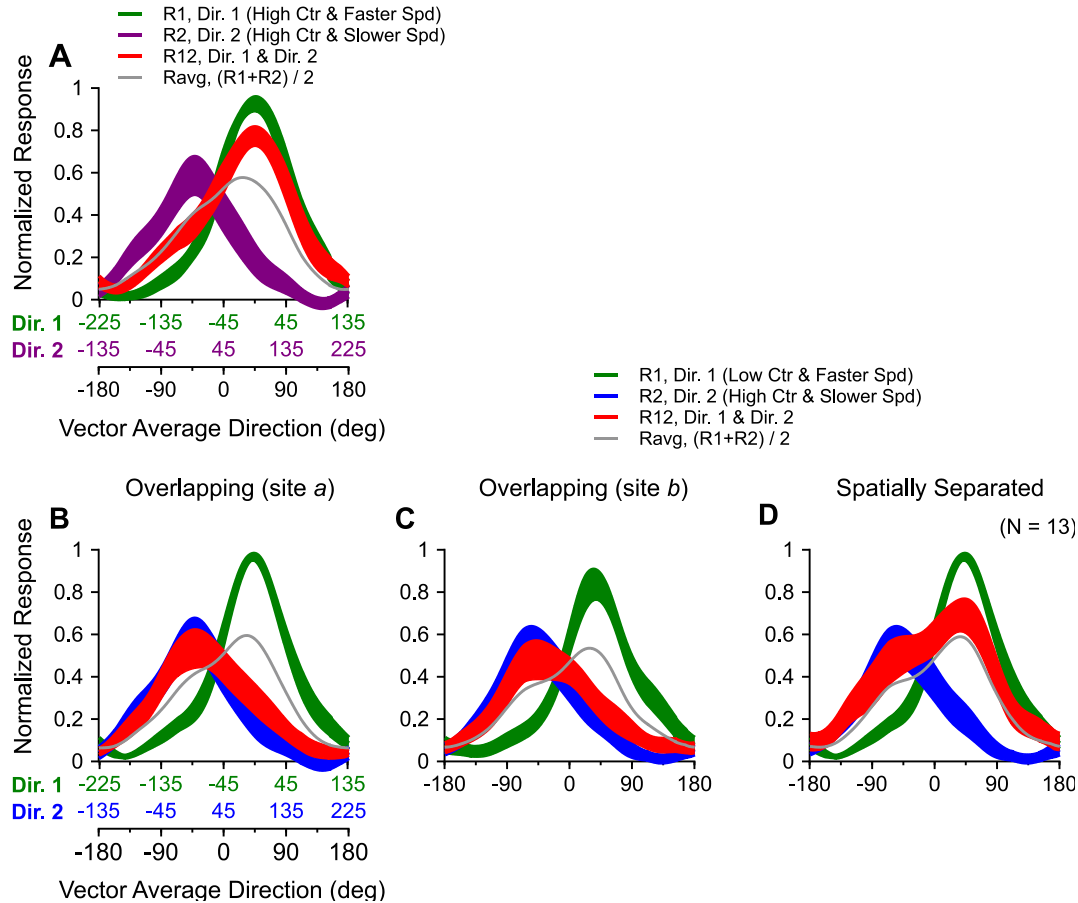 R1, Dir. 1 (High Ctr & Faster Spd)
R2, Dir. 2 (High Ctr & Slower Spd)
R12, Dir. 1 & Dir. 2
Ravg, (R1+R2) / 2
A
Normalized Response
1
0.8
0.6
0.4
0.2
0
Dir. 1 -225 -135 -45 45 135
Dir. 2 -135 -45 45 135 225
-180 -90 0 90 180
Vector Average Direction (deg)
R1, Dir. 1 (Low Ctr & Faster Spd)
R2, Dir. 2 (High Ctr & Slower Spd)
R12, Dir. 1 & Dir. 2
Ravg, (R1+R2) / 2
Overlapping (site a)
B
Normalized Response
1
0.8
0.6
0.4
0.2
0
Dir. 1 -225 -135 -45 45 135
Dir. 2 -135 -45 45 135 225
-180 -90 0 90 180
Vector Average Direction (deg)
Overlapping (site b)
C
1
0.8
0.6
0.4
0.2
0
-180 -90 0 90 180
Spatially Separated
D
(N = 13)
1
0.8
0.6
0.4
0.2
0
-180 -90 0 90 180